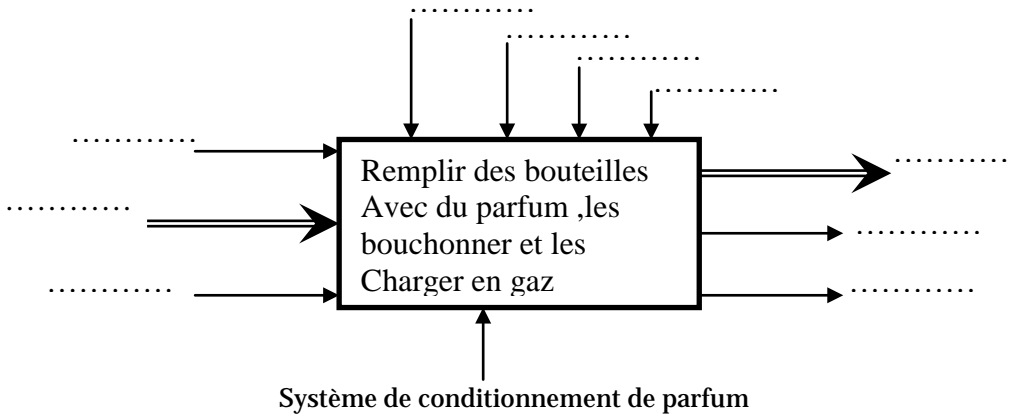 …………
…………
…………
…………
…………
…………
…………
Remplir des bouteilles
Avec du parfum ,les
bouchonner et les
Charger en gaz
…………
…………
…………
Système de conditionnement de parfum